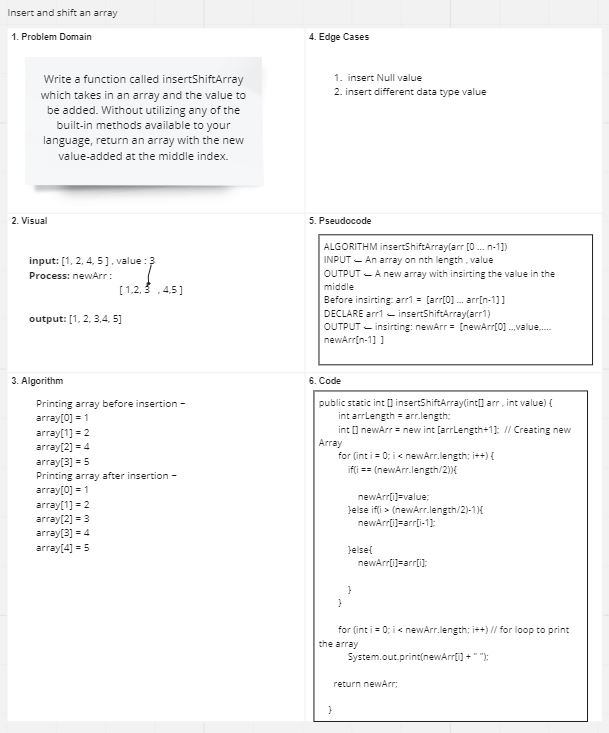 Insert and shift an array
1. Problem Domain
Write a function called insertShiftArray
which takes in an array and the value to
be added. Without utilizing any of the
built-in methods available to your
language, return an array with the new
value-added at the middle index.
4. Edge Cases
1. insert Null value
2. insert different data type value
2. Visual
input: [1, 2, 4, 5] , value : 3
Process: newArr :
[ 1,2, 3 , 4,5 ]
output: [1, 2, 3,4, 5]
5. Pseudocode
ALGORITHM insertShiftArray(arr [0 ... n-1])
INPUT ← An array on nth length , value
OUTPUT ← A new array with insirting the value in the
middle
Before insirting: arr1 = [arr[0] ... arr[n-1] ]
DECLARE arr1 ← insertShiftArray(arr1)
OUTPUT ← insirting: newArr = [newArr[0] ...,value,....
newArr[n-1] ]
3. Algorithm
Printing array before insertion –
array[0] = 1
array[1] = 2
array[2] = 4
array[3] = 5
Printing array after insertion –
array[0] = 1
array[1] = 2
array[2] = 3
array[3] = 4
array[4] = 5
6. Code
public static int [] insertShiftArray(int[] arr , int value) {
int arrLength = arr.length;
int [] newArr = new int [arrLength+1]; // Creating new
Array
for (int i = 0; i < newArr.length; i++) {
if(i == (newArr.length/2)){
newArr[i]=value;
}else if(i > (newArr.length/2)-1){
newArr[i]=arr[i-1];
}else{
newArr[i]=arr[i];
}
}
for (int i = 0; i < newArr.length; i++) // for loop to print
the array
System.out.print(newArr[i] + " ");
return newArr;
}